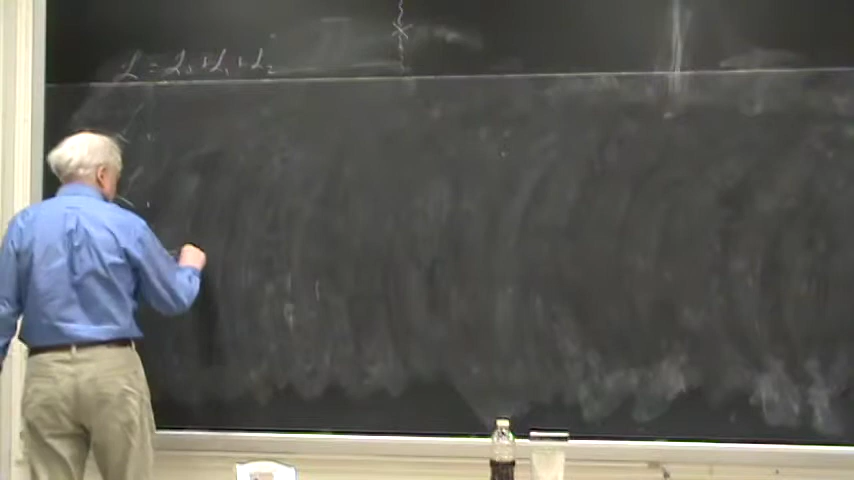 ℒ = ℒ₀ + ℒ₁ + ℒ₂